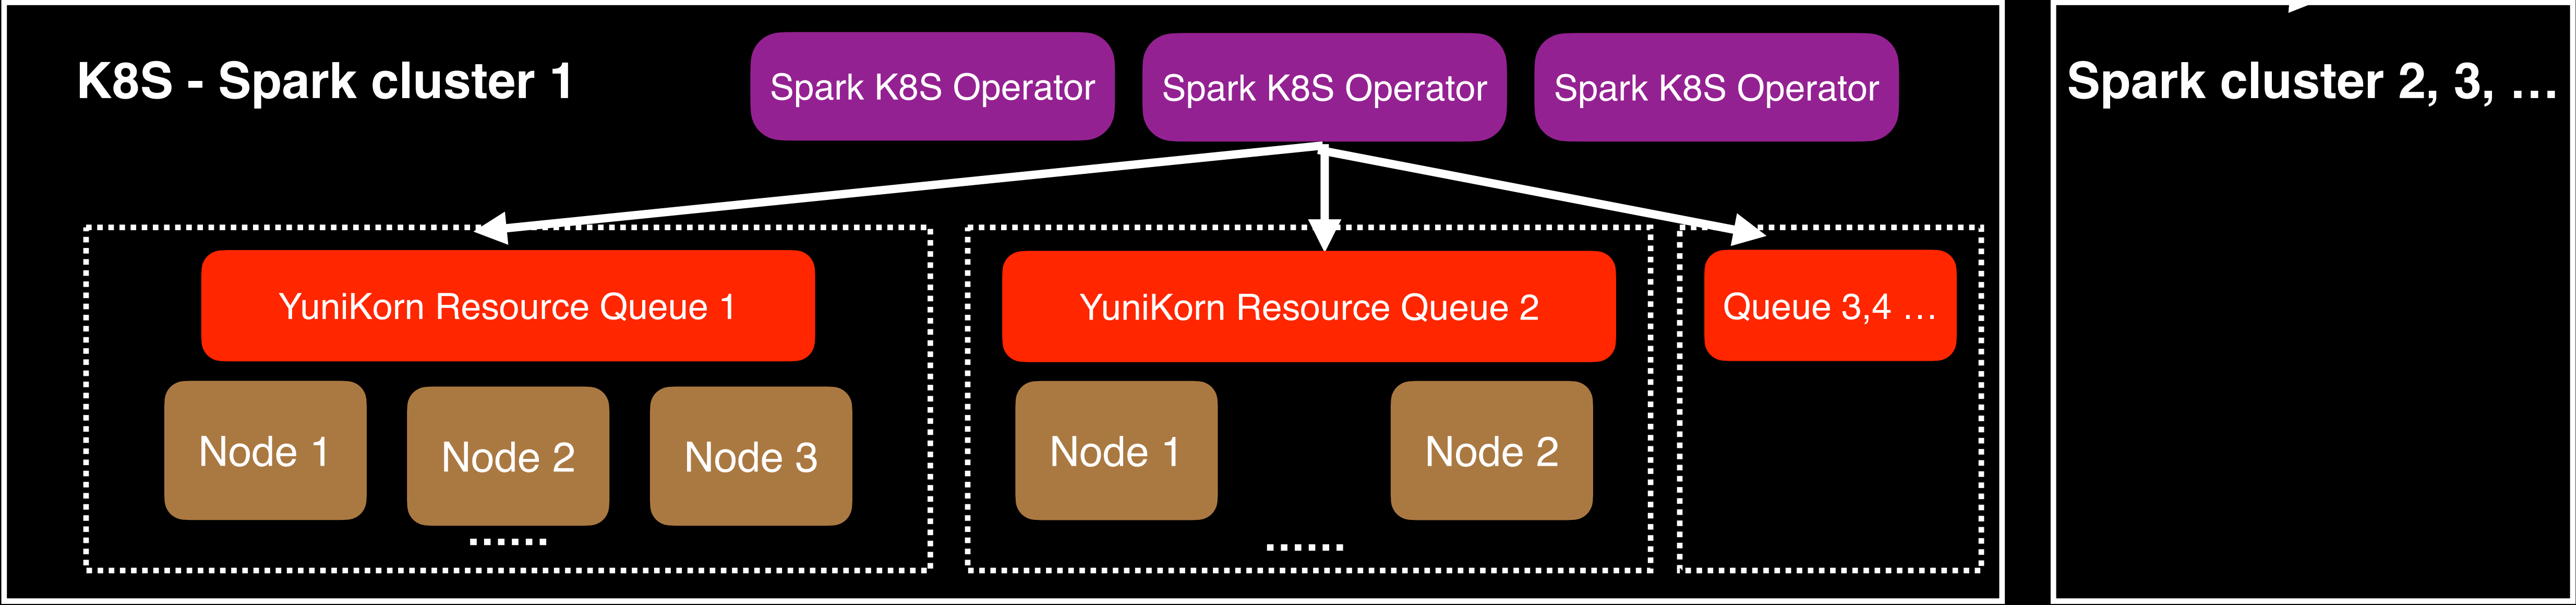 K8S - Spark cluster 1
Spark K8S Operator
Spark K8S Operator
Spark K8S Operator
Spark cluster 2, 3, …
YuniKorn Resource Queue 1
YuniKorn Resource Queue 2
Queue 3,4 …
Node 1
Node 2
Node 3
......
Node 1
Node 2
......